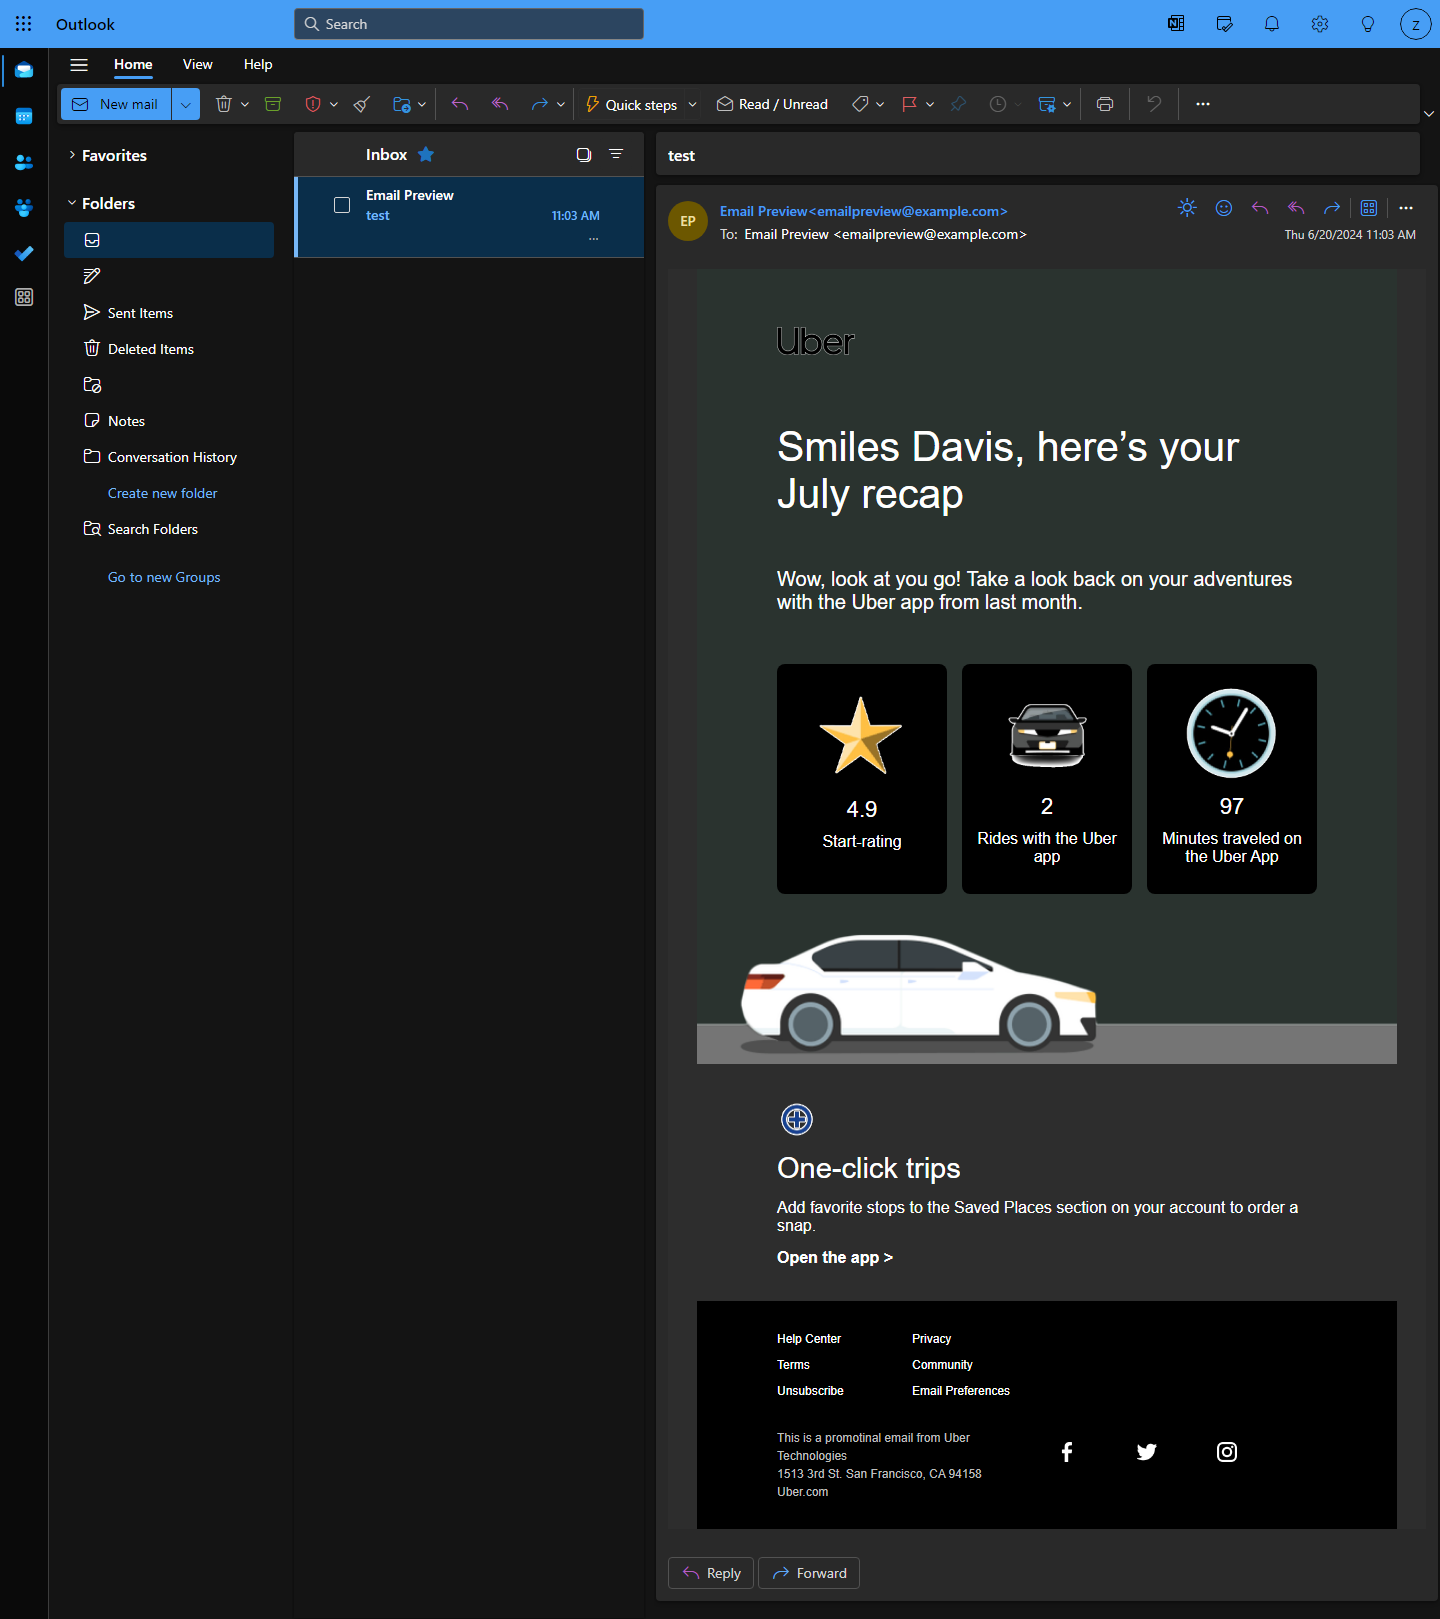 Outlook
Search
Z
Home
View
Help
New mail
Quick steps
Read / Unread
Favorites
Folders
Sent Items
Deleted Items
Notes
Conversation History
Create new folder
Search Folders
Go to new Groups
Inbox
Email Preview
test
11:03 AM
...
test
EP
Email Preview<emailpreview@example.com>
To: Email Preview <emailpreview@example.com>
Thu 6/20/2024 11:03 AM
Uber
Smiles Davis, here’s your
July recap
Wow, look at you go! Take a look back on your adventures
with the Uber app from last month.
4.9
Start-rating
2
Rides with the Uber
app
97
Minutes traveled on
the Uber App
One-click trips
Add favorite stops to the Saved Places section on your account to order a
snap.
Open the app >
Help Center
Privacy
Terms
Community
Unsubscribe
Email Preferences
This is a promotinal email from Uber
Technologies
1513 3rd St. San Francisco, CA 94158
Uber.com
Reply
Forward